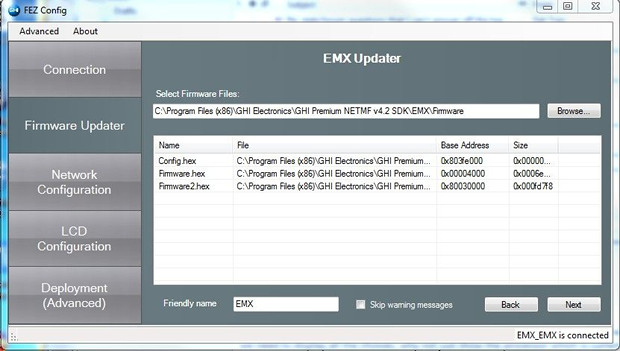 FEZ Config
Advanced About
Connection
Firmware Updater
Network
Configuration
LCD
Configuration
Deployment
(Advanced)
EMX Updater
Select Firmware Files:
C:\Program Files (x86)\GHI Electronics\GHI Premium NETMF v4.2 SDK\EMX\Firmware
Browse...
Name File Base Address Size
Config.hex C:\Program Files (x86)\GHI Electronics\GHI Premium... 0x803fe000 0x00000...
Firmware.hex C:\Program Files (x86)\GHI Electronics\GHI Premium... 0x00004000 0x0006e...
Firmware2.hex C:\Program Files (x86)\GHI Electronics\GHI Premium... 0x80030000 0x000fd7f8
Friendly name EMX Skip warning messages Back Next
EMX_EMX is connected